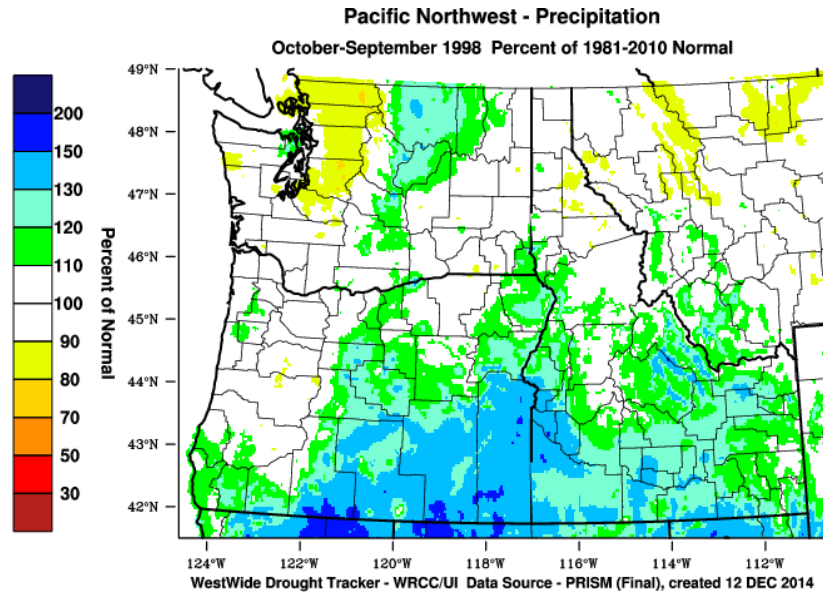 Pacific Northwest - Precipitation
October-September 1998 Percent of 1981-2010 Normal
200
150
130
120
110
100
90
80
70
50
30
Percent of Normal
49°N
48°N
47°N
46°N
45°N
44°N
43°N
42°N
124°W 122°W 120°W 118°W 116°W 114°W 112°W
WestWide Drought Tracker - WRCC/UI Data Source - PRISM (Final), created 12 DEC 2014